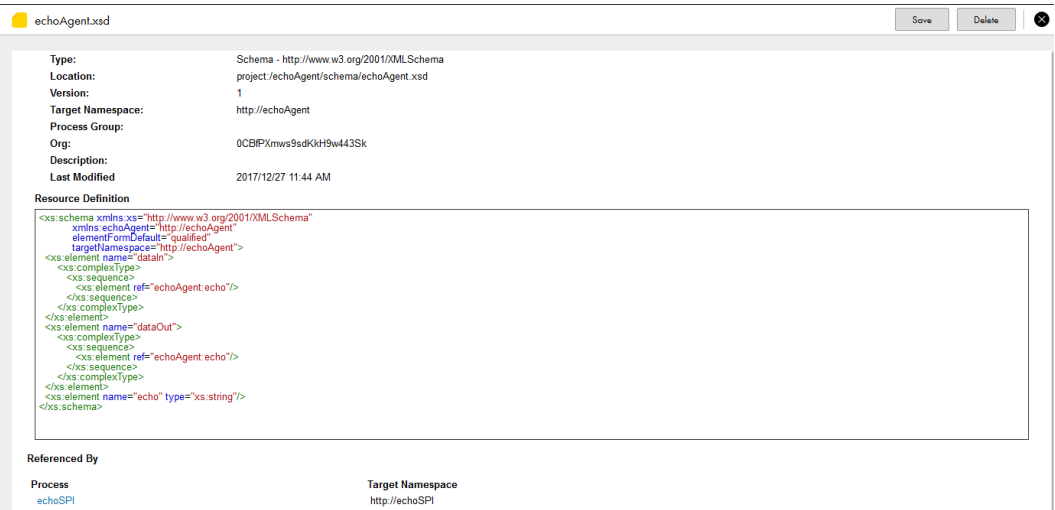 echoAgent.xsd Save Delete
Type: Schema - http://www.w3.org/2001/XMLSchema
Location: project:/echoAgent/schema/echoAgent.xsd
Version: 1
Target Namespace: http://echoAgent
Process Group:
Org: 0CBfPXmws9sdKkH9w443Sk
Description:
Last Modified 2017/12/27 11:44 AM
Resource Definition
<xs:schema xmlns:xs="http://www.w3.org/2001/XMLSchema"
xmlns:echoAgent="http://echoAgent"
elementFormDefault="qualified"
targetNamespace="http://echoAgent">
<xs:element name="dataIn">
<xs:complexType>
<xs:sequence>
<xs:element ref="echoAgent:echo"/>
</xs:sequence>
</xs:complexType>
</xs:element>
<xs:element name="dataOut">
<xs:complexType>
<xs:sequence>
<xs:element ref="echoAgent:echo"/>
</xs:sequence>
</xs:complexType>
</xs:element>
<xs:element name="echo" type="xs:string"/>
</xs:schema>
Referenced By
Process Target Namespace
echoSPI http://echoSPI